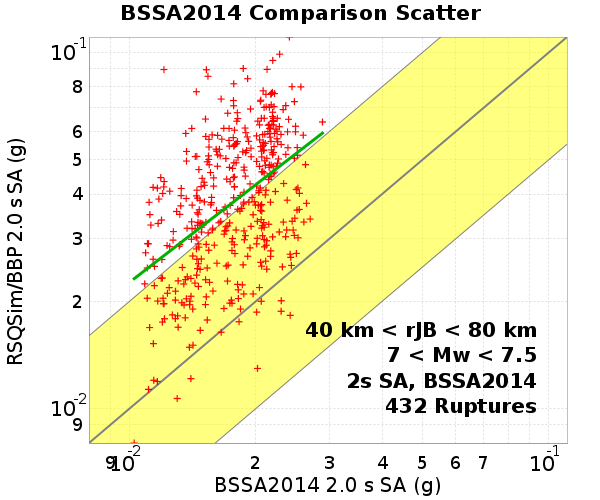 BSSA2014 Comparison Scatter
RSQSim/BBP 2.0 s SA (g)
10-1
8
6
5
4
3
2
10-2
9
40 km < rJB < 80 km
7 < Mw < 7.5
2s SA, BSSA2014
432 Ruptures
9 10-2 2 3 4 5 6 7 10-1
BSSA2014 2.0 s SA (g)